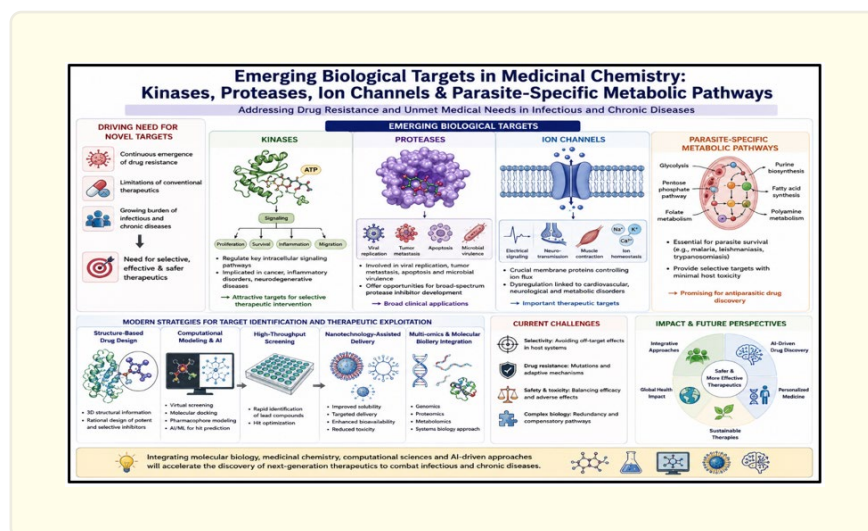 Emerging Biological Targets in Medicinal Chemistry:
Kinases, Proteases, Ion Channels & Parasite-Specific Metabolic Pathways
Addressing Drug Resistance and Unmet Medical Needs in Infectious and Chronic Diseases
DRIVING NEED FOR
NOVEL TARGETS
Continuous emergence
of drug resistance
Limitations of conventional
therapeutics
Growing burden of
infectious and
chronic diseases
Need for selective,
effective & safer
therapeutics
EMERGING BIOLOGICAL TARGETS
KINASES
ATP
Signaling
Proliferation
Survival
Inflammation
Migration
• Regulate key intracellular signaling
pathways
• Implicated in cancer, inflammatory
disorders, neurodegenerative
diseases
→ Attractive targets for selective
therapeutic intervention
PROTEASES
Viral
replication
Tumor
metastasis
Apoptosis
Microbial
virulence
• Involved in viral replication, tumor
metastasis, apoptosis and microbial
virulence
• Offer opportunities for broad-spectrum
protease inhibitor development
→ Broad clinical applications
ION CHANNELS
Electrical
signaling
Neuro-
transmission
Muscle
contraction
Na⁺ K⁺
Ca²⁺
Ion
homeostasis
• Crucial membrane proteins controlling
ion flux
• Dysregulation linked to cardiovascular,
neurological and metabolic disorders
→ Important therapeutic targets
PARASITE-SPECIFIC
METABOLIC PATHWAYS
Glycolysis
Pentose
phosphate
pathway
Folate
metabolism
Purine
biosynthesis
Fatty acid
synthesis
Polyamine
metabolism
• Essential for parasite survival
(e.g., malaria, leishmaniasis,
trypanosomiasis)
• Provide selective targets with
minimal host toxicity
→ Promising for antiparasitic drug
discovery
MODERN STRATEGIES FOR TARGET IDENTIFICATION AND THERAPEUTIC EXPLOITATION
Structure-Based
Drug Design
• 3D structural information
• Rational design of potent
and selective inhibitors
Computational
Modeling & AI
• Virtual screening
• Molecular docking
• Pharmacophore modeling
• AI/ML for hit prediction
High-Throughput
Screening
• Rapid identification
of lead compounds
• Hit optimization
Nanotechnology-Assisted
Delivery
• Improved solubility
• Targeted delivery
• Enhanced bioavailability
• Reduced toxicity
Multi-omics & Molecular
Biollery Integration
• Genomics
• Proteomics
• Metabolomics
• Systems biology approach
CURRENT CHALLENGES
Selectivity: Avoiding off-target effects
in host systems
Drug resistance: Mutations and
adaptive mechanisms
Safety & toxicity: Balancing efficacy
and adverse effects
Complex biology: Redundancy and
compensatory pathways
IMPACT & FUTURE PERSPECTIVES
Integrative
Approaches
AI-Driven
Drug Discovery
Safer &
More Effective
Therapeutics
Global Health
Impact
Personalized
Medicine
Sustainable
Therapies
Integrating molecular biology, medicinal chemistry, computational sciences and AI-driven approaches
will accelerate the discovery of next-generation therapeutics to combat infectious and chronic diseases.